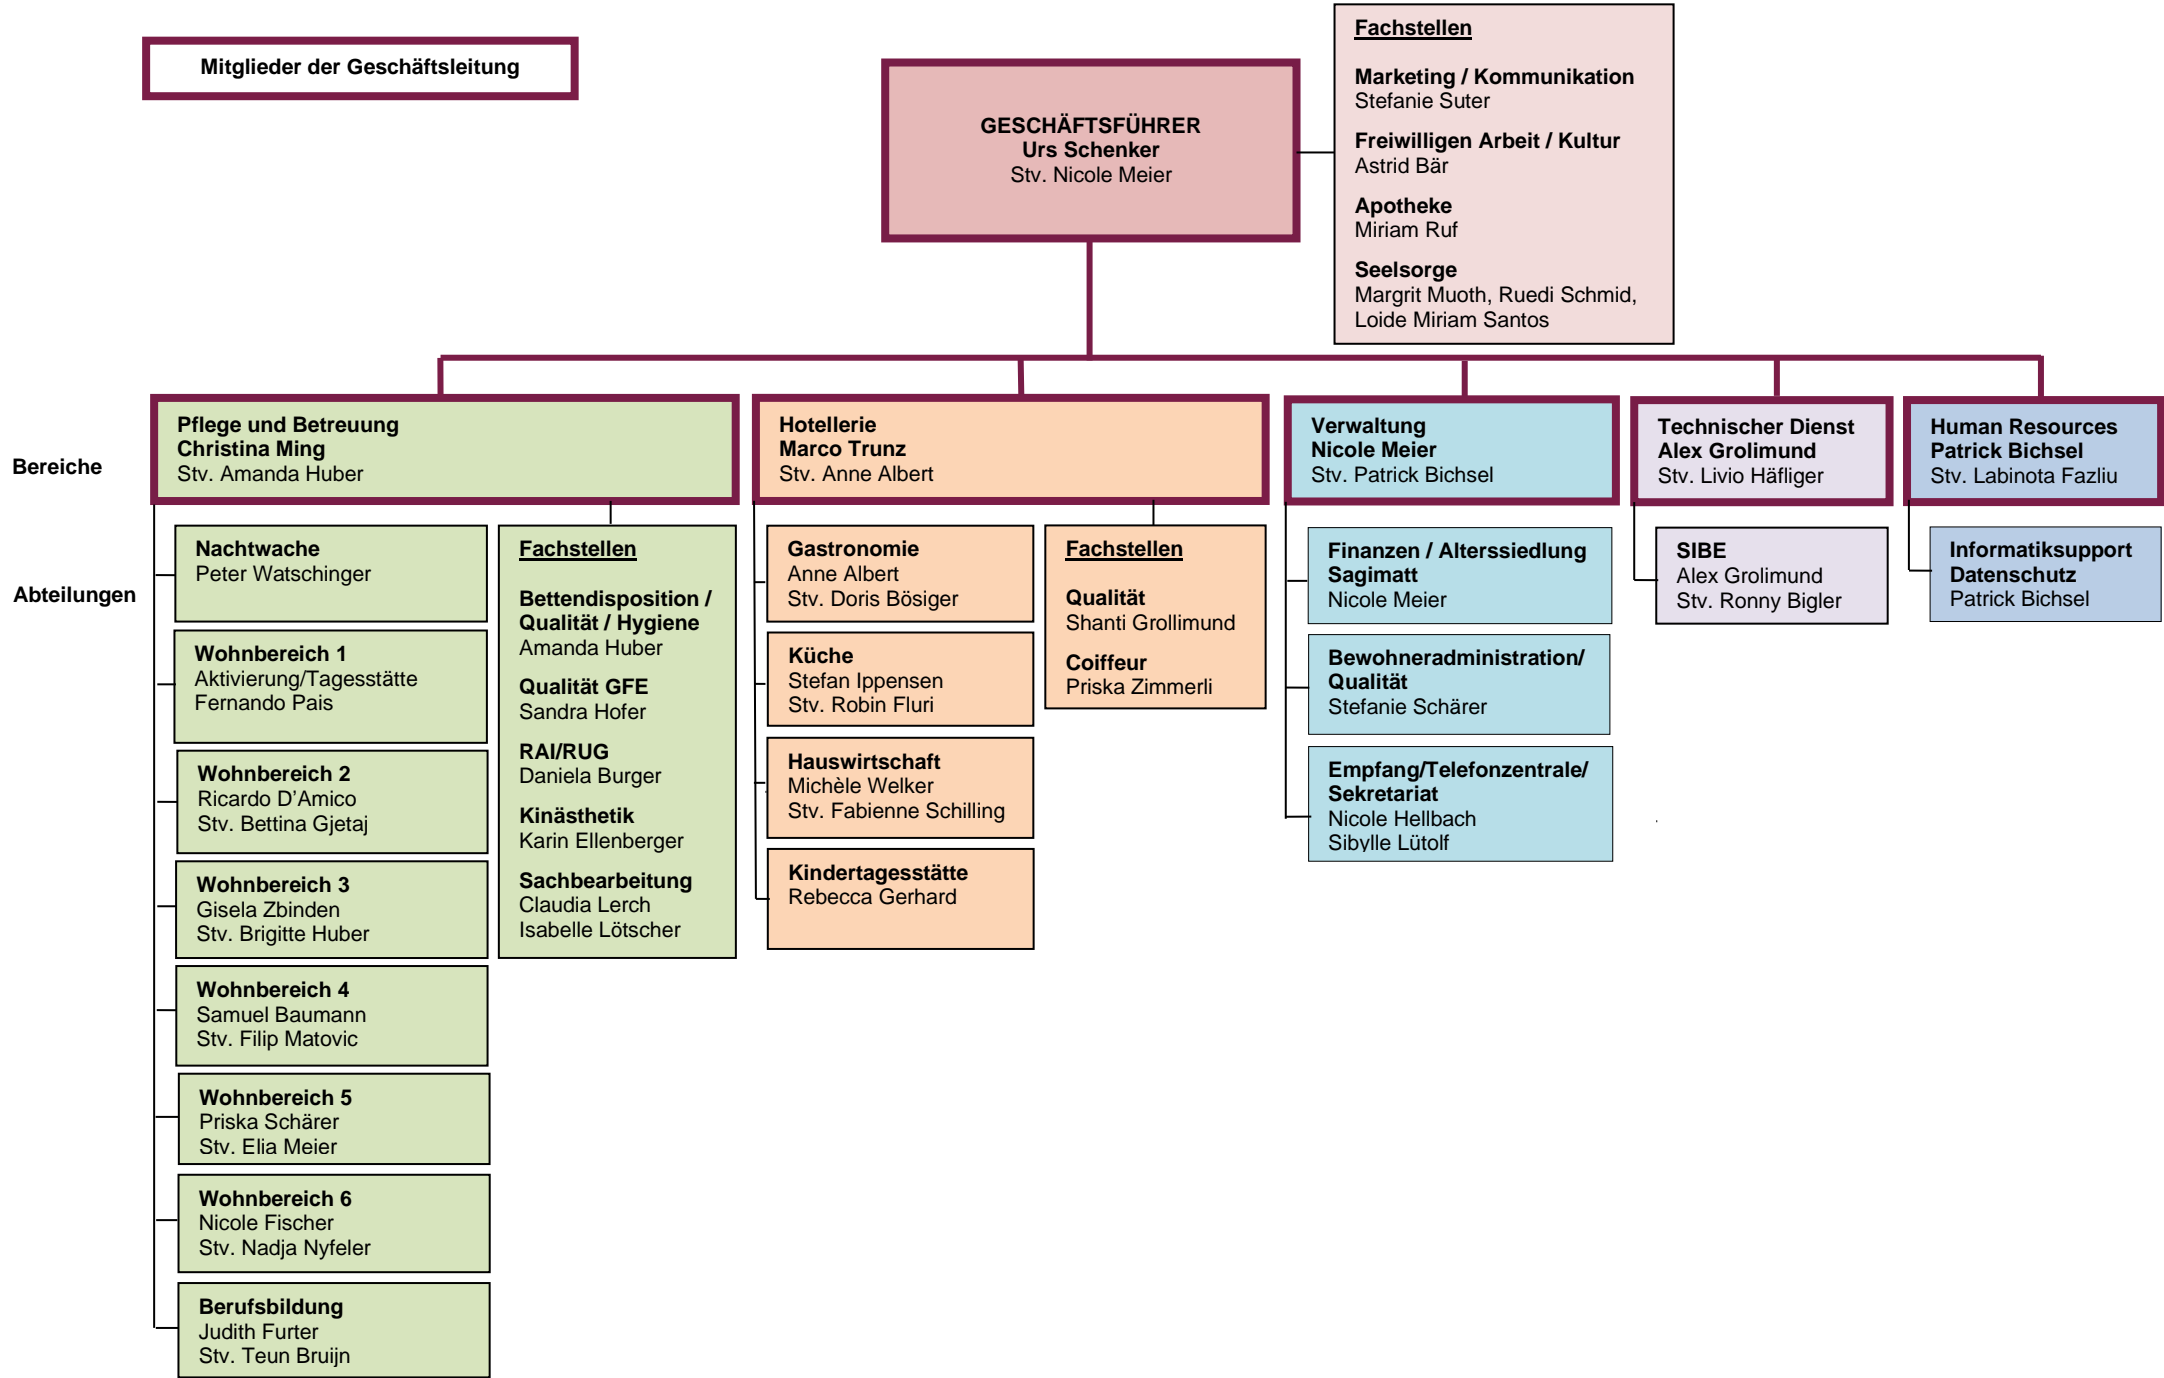 Mitglieder der Geschäftsleitung
GESCHÄFTSFÜHRER
Urs Schenker
Stv. Nicole Meier
Fachstellen
Marketing / Kommunikation
Stefanie Suter
Freiwilligen Arbeit / Kultur
Astrid Bär
Apotheke
Miriam Ruf
Seelsorge
Margrit Muoth, Ruedi Schmid,
Loide Miriam Santos
Bereiche
Pflege und Betreuung
Christina Ming
Stv. Amanda Huber
Hotellerie
Marco Trunz
Stv. Anne Albert
Verwaltung
Nicole Meier
Stv. Patrick Bichsel
Technischer Dienst
Alex Grolimund
Stv. Livio Häfliger
Human Resources
Patrick Bichsel
Stv. Labinota Fazliu
Abteilungen
Nachtwache
Peter Watschinger
Wohnbereich 1
Aktivierung/Tagesstätte
Fernando Pais
Wohnbereich 2
Ricardo D’Amico
Stv. Bettina Gjetaj
Wohnbereich 3
Gisela Zbinden
Stv. Brigitte Huber
Wohnbereich 4
Samuel Baumann
Stv. Filip Matovic
Wohnbereich 5
Priska Schärer
Stv. Elia Meier
Wohnbereich 6
Nicole Fischer
Stv. Nadja Nyfeler
Berufsbildung
Judith Furter
Stv. Teun Bruijn
Fachstellen
Bettendisposition /
Qualität / Hygiene
Amanda Huber
Qualität GFE
Sandra Hofer
RAI/RUG
Daniela Burger
Kinästhetik
Karin Ellenberger
Sachbearbeitung
Claudia Lerch
Isabelle Lötscher
Gastronomie
Anne Albert
Stv. Doris Bösiger
Küche
Stefan Ippensen
Stv. Robin Fluri
Hauswirtschaft
Michèle Welker
Stv. Fabienne Schilling
Kindertagesstätte
Rebecca Gerhard
Fachstellen
Qualität
Shanti Grollimund
Coiffeur
Priska Zimmerli
Finanzen / Alterssiedlung
Sagimatt
Nicole Meier
Bewohneradministration/
Qualität
Stefanie Schärer
Empfang/Telefonzentrale/
Sekretariat
Nicole Hellbach
Sibylle Lütolf
SIBE
Alex Grolimund
Stv. Ronny Bigler
Informatiksupport
Datenschutz
Patrick Bichsel